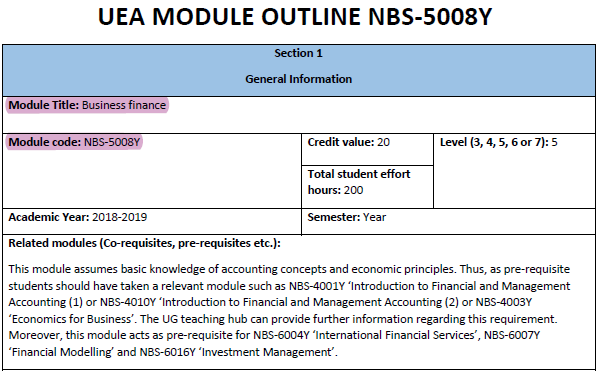 UEA MODULE OUTLINE NBS-5008Y
Section 1
General Information
Module Title: Business finance
Module code: NBS-5008Y
Credit value: 20
Level (3, 4, 5, 6 or 7): 5
Total student effort
hours: 200
Academic Year: 2018-2019
Semester: Year
Related modules (Co-requisites, pre-requisites etc.):
This module assumes basic knowledge of accounting concepts and economic principles. Thus, as pre-requisite
students should have taken a relevant module such as NBS-4001Y ‘Introduction to Financial and Management
Accounting (1) or NBS-4010Y ‘Introduction to Financial and Management Accounting (2) or NBS-4003Y
‘Economics for Business’. The UG teaching hub can provide further information regarding this requirement.
Moreover, this module acts as pre-requisite for NBS-6004Y ‘International Financial Services’, NBS-6007Y
‘Financial Modelling’ and NBS-6016Y ‘Investment Management’.